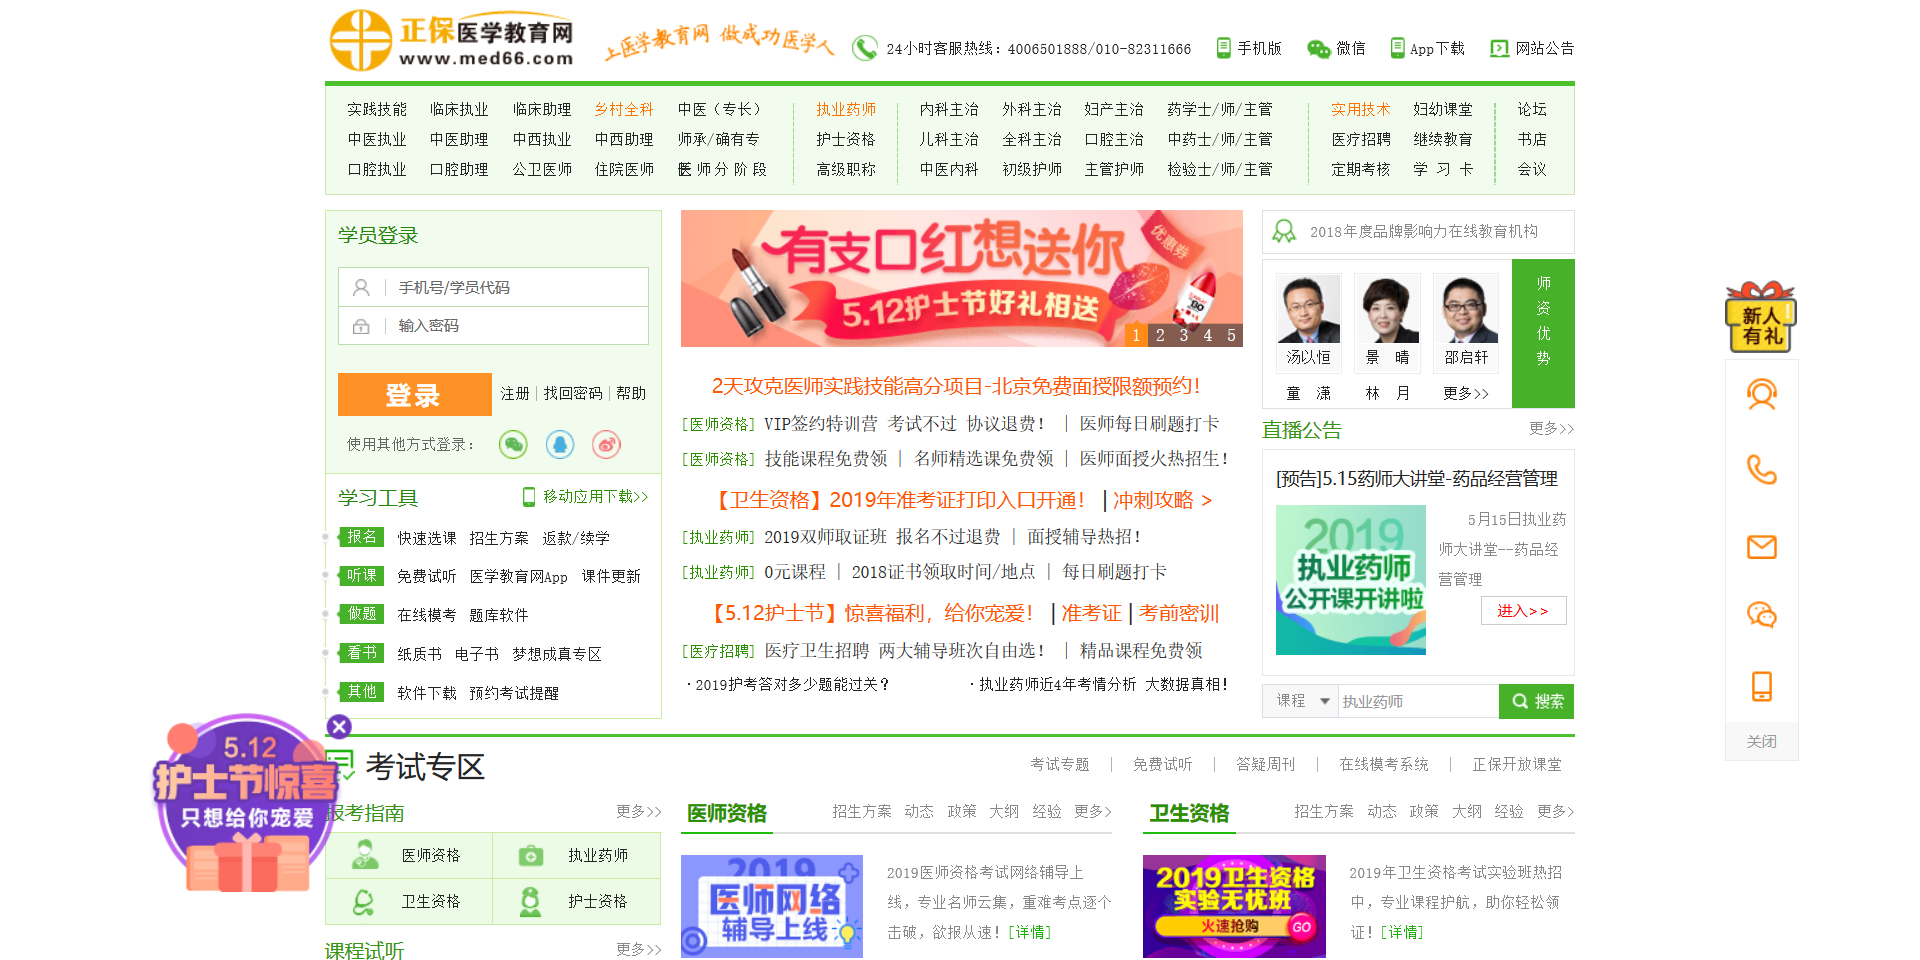 正保医学教育网
www.med66.com
上医学教育网 做成功医学人
24小时客服热线：4006501888/010-82311666
手机版
微信
App下载
网站公告
实践技能 临床执业 临床助理 乡村全科 中医（专长） 执业药师 内科主治 外科主治 妇产主治 药学士/师/主管 实用技术 妇幼课堂 论坛
中医执业 中医助理 中西执业 中西助理 师承/确有专 护士资格 儿科主治 全科主治 口腔主治 中药士/师/主管 医疗招聘 继续教育 书店
口腔执业 口腔助理 公卫医师 住院医师 医师分阶段 高级职称 中医内科 初级护师 主管护师 检验士/师/主管 定期考核 学习卡 会议
学员登录
手机号/学员代码
输入密码
登录 注册 | 找回密码 | 帮助
使用其他方式登录：
学习工具 移动应用下载>>
报名 快速选课 招生方案 返款/续学
听课 免费试听 医学教育网App 课件更新
做题 在线模考 题库软件
看书 纸质书 电子书 梦想成真专区
其他 软件下载 预约考试提醒
有支口红想送你
优惠券
5.12护士节好礼相送
1 2 3 4 5
2天攻克医师实践技能高分项目-北京免费面授限额预约！
[医师资格] VIP签约特训营 考试不过 协议退费！ | 医师每日刷题打卡
[医师资格] 技能课程免费领 | 名师精选课免费领 | 医师面授火热招生！
【卫生资格】2019年准考证打印入口开通！ | 冲刺攻略 >
[执业药师] 2019双师取证班 报名不过退费 | 面授辅导热招！
[执业药师] 0元课程 | 2018证书领取时间/地点 | 每日刷题打卡
【5.12护士节】惊喜福利，给你宠爱！ | 准考证 | 考前密训
[医疗招聘] 医疗卫生招聘 两大辅导班次自由选！ | 精品课程免费领
·2019护考答对多少题能过关？ ·执业药师近4年考情分析 大数据真相！
2018年度品牌影响力在线教育机构
汤以恒 景 晴 邵启轩
童 潇 林 月 更多>>
师资优势
直播公告 更多>>
[预告]5.15药师大讲堂-药品经营管理
2019
执业药师
公开课开讲啦
5月15日执业药
师大讲堂--药品经
营管理
进入>>
课程 执业药师 搜索
新人
有礼
关闭
5.12
护士节惊喜
只想给你宠爱
考试专区 考试专题 | 免费试听 | 答疑周刊 | 在线模考系统 | 正保开放课堂
报考指南 更多>>
医师资格 执业药师
卫生资格 护士资格
课程试听 更多>>
医师资格 招生方案 动态 政策 大纲 经验 更多>
2019
医师网络
辅导上线
2019医师资格考试网络辅导上
线，专业名师云集，重难考点逐个
击破，欲报从速！[详情]
卫生资格 招生方案 动态 政策 大纲 经验 更多>
2019卫生资格
实验无忧班
火速抢购 GO
2019年卫生资格考试实验班热招
中，专业课程护航，助你轻松领
证！[详情]